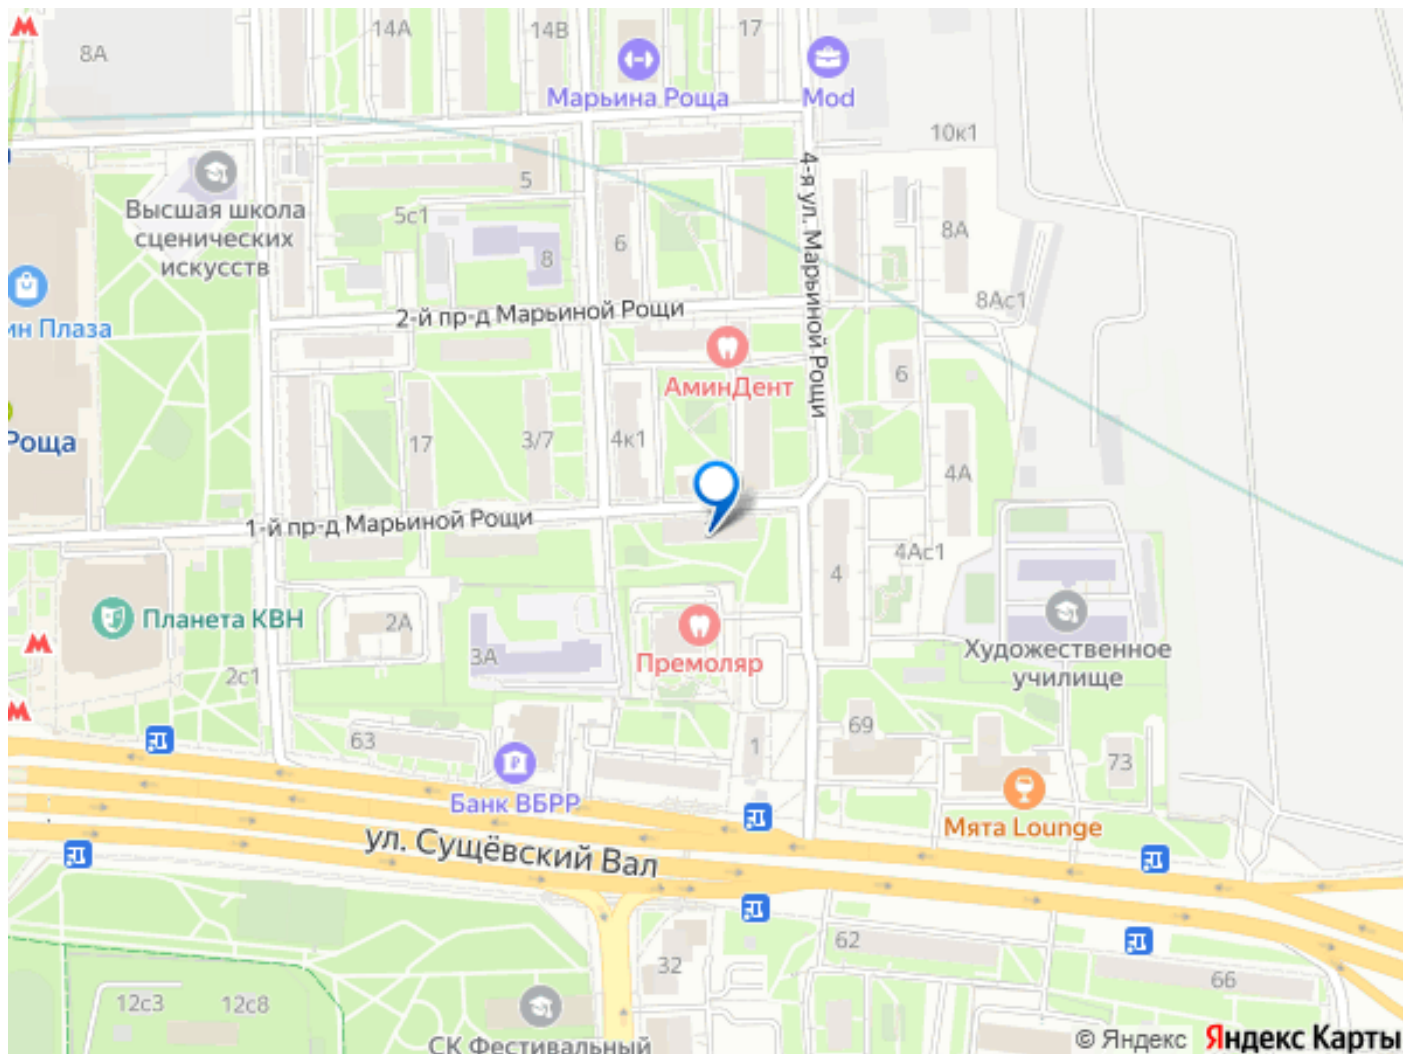 14А
14В
17
8А
Марьина Роща
Mod
10к1
4-я ул. Марьиной Рощи
Высшая школа
сценических
искусств
5
5с1
6
8
8А
8Ас1
ин Плаза
2-й пр-д Марьиной Рощи
АминДент
6
Роща
17
3/7
4к1
4А
1-й пр-д Марьиной Рощи
4Ас1
4
Планета КВН
2А
3А
Премоляр
Художественное
училище
2с1
63
1
69
73
Банк ВБРР
Мята Lounge
ул. Сущёвский Вал
62
32
66
12с3
12с8
СК Фестивальный
© Яндекс Яндекс Карты